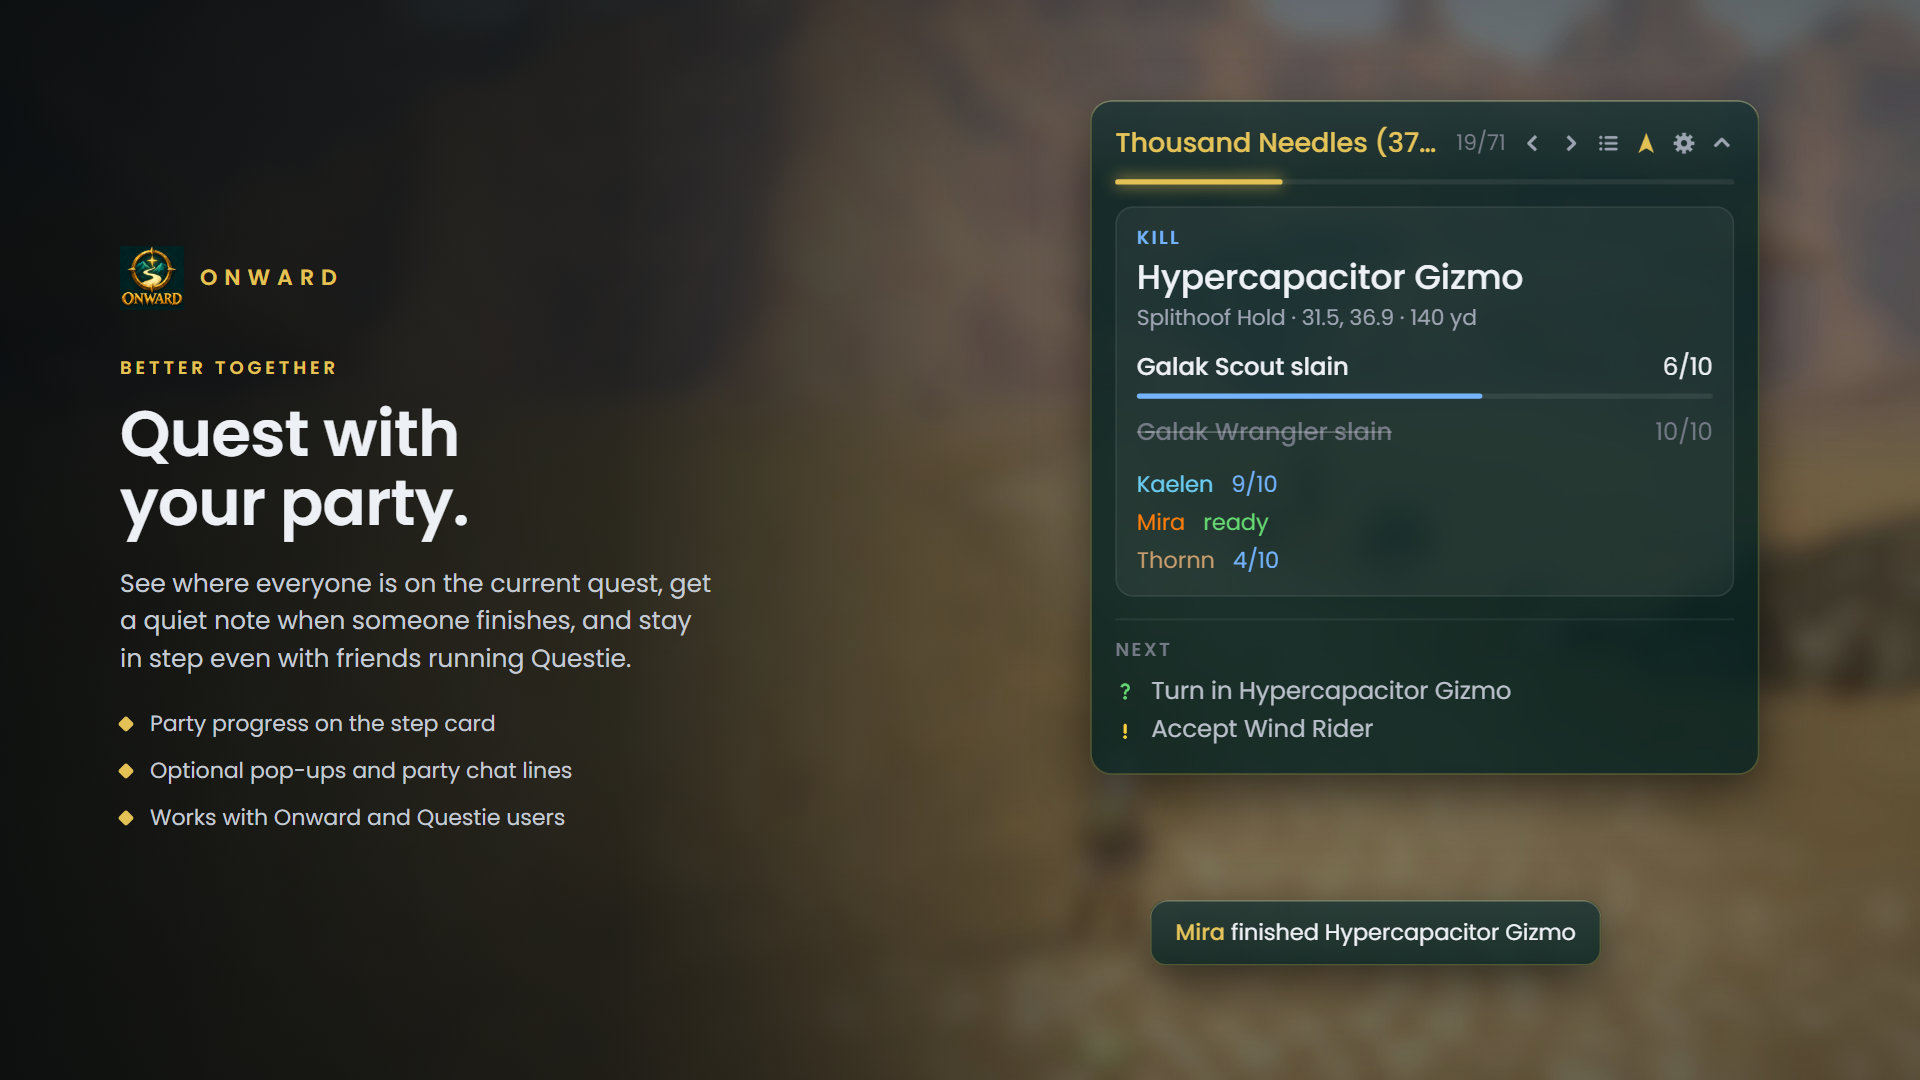 ONWARD
ONWARD
BETTER TOGETHER
Quest with
your party.
See where everyone is on the current quest, get
a quiet note when someone finishes, and stay
in step even with friends running Questie.
Party progress on the step card
Optional pop-ups and party chat lines
Works with Onward and Questie users
Thousand Needles (37... 19/71
KILL
Hypercapacitor Gizmo
Splithoof Hold · 31.5, 36.9 · 140 yd
Galak Scout slain 6/10
Galak Wrangler slain 10/10
Kaelen 9/10
Mira ready
Thornn 4/10
NEXT
? Turn in Hypercapacitor Gizmo
! Accept Wind Rider
Mira finished Hypercapacitor Gizmo